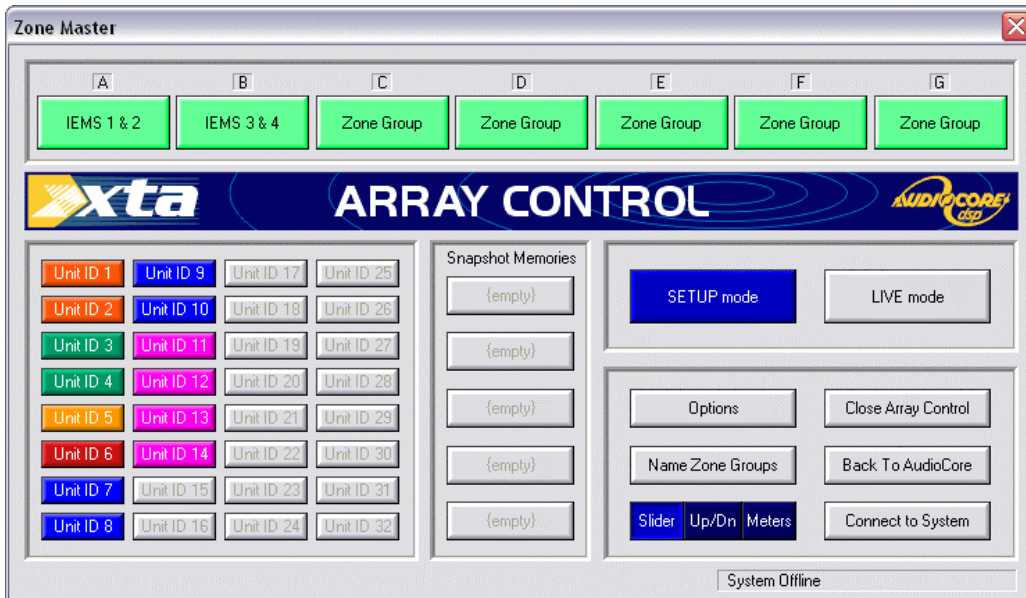 Zone Master
A B C D E F G
IEMS 1 & 2 IEMS 3 & 4 Zone Group Zone Group Zone Group Zone Group Zone Group
xta ARRAY CONTROL AUDIOCORE dsp
Snapshot Memories
Unit ID 1 Unit ID 9 Unit ID 17 Unit ID 25
Unit ID 2 Unit ID 10 Unit ID 18 Unit ID 26
Unit ID 3 Unit ID 11 Unit ID 19 Unit ID 27
Unit ID 4 Unit ID 12 Unit ID 20 Unit ID 28
Unit ID 5 Unit ID 13 Unit ID 21 Unit ID 29
Unit ID 6 Unit ID 14 Unit ID 22 Unit ID 30
Unit ID 7 Unit ID 15 Unit ID 23 Unit ID 31
Unit ID 8 Unit ID 16 Unit ID 24 Unit ID 32
{empty}
{empty}
{empty}
{empty}
{empty}
SETUP mode LIVE mode
Options Close Array Control
Name Zone Groups Back To AudioCore
Slider Up/Dn Meters Connect to System
System Offline